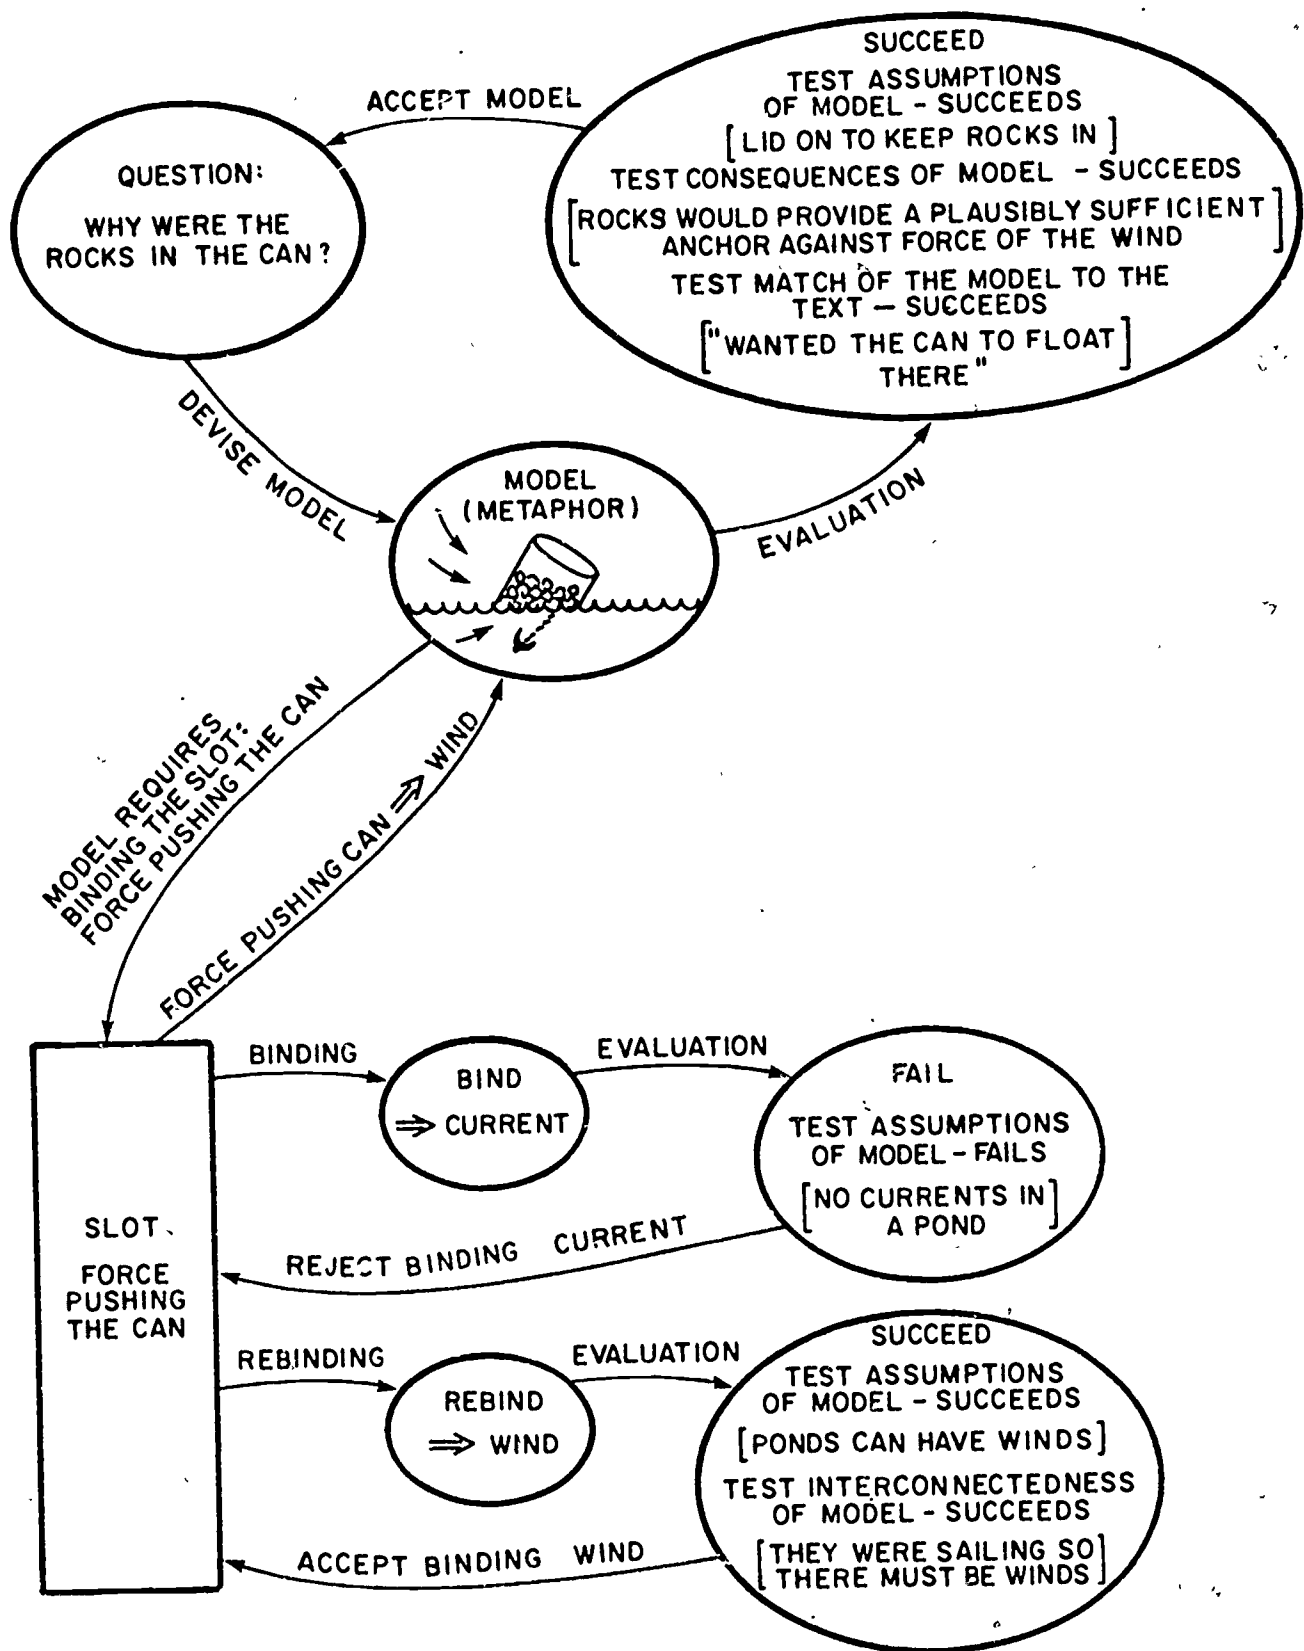 SUCCEED
TEST ASSUMPTIONS
OF MODEL - SUCCEEDS
[LID ON TO KEEP ROCKS IN]
TEST CONSEQUENCES OF MODEL - SUCCEEDS
[ROCKS WOULD PROVIDE A PLAUSIBLY SUFFICIENT
ANCHOR AGAINST FORCE OF THE WIND]
TEST MATCH OF THE MODEL TO THE
TEXT - SUCCEEDS
["WANTED THE CAN TO FLOAT
THERE"]
ACCEPT MODEL
QUESTION:
WHY WERE THE
ROCKS IN THE CAN?
DEVISE MODEL
MODEL
(METAPHOR)
EVALUATION
MODEL REQUIRES
BINDING THE SLOT:
FORCE PUSHING THE CAN
FORCE PUSHING CAN ⇒ WIND
SLOT
FORCE
PUSHING
THE CAN
BINDING
BIND
⇒ CURRENT
EVALUATION
FAIL
TEST ASSUMPTIONS
OF MODEL - FAILS
[NO CURRENTS IN
A POND]
REJECT BINDING CURRENT
REBINDING
REBIND
⇒ WIND
EVALUATION
SUCCEED
TEST ASSUMPTIONS
OF MODEL - SUCCEEDS
[PONDS CAN HAVE WINDS]
TEST INTERCONNECTEDNESS
OF MODEL - SUCCEEDS
[THEY WERE SAILING SO
THERE MUST BE WINDS]
ACCEPT BINDING WIND